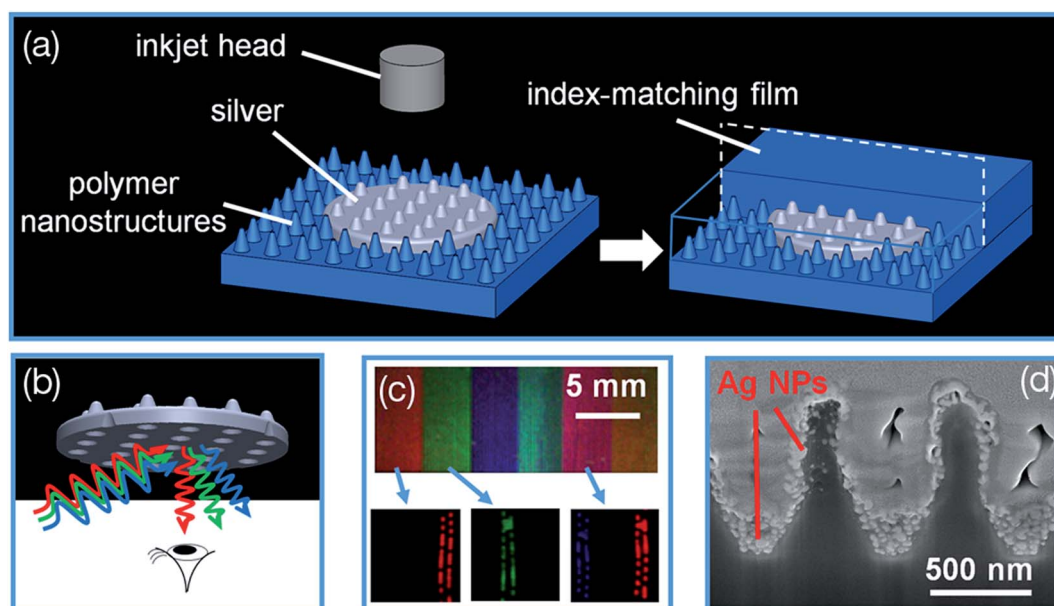 (a)
inkjet head
silver
polymer
nanostructures
index-matching film
(b)
(c)
5 mm
(d)
Ag NPs
500 nm